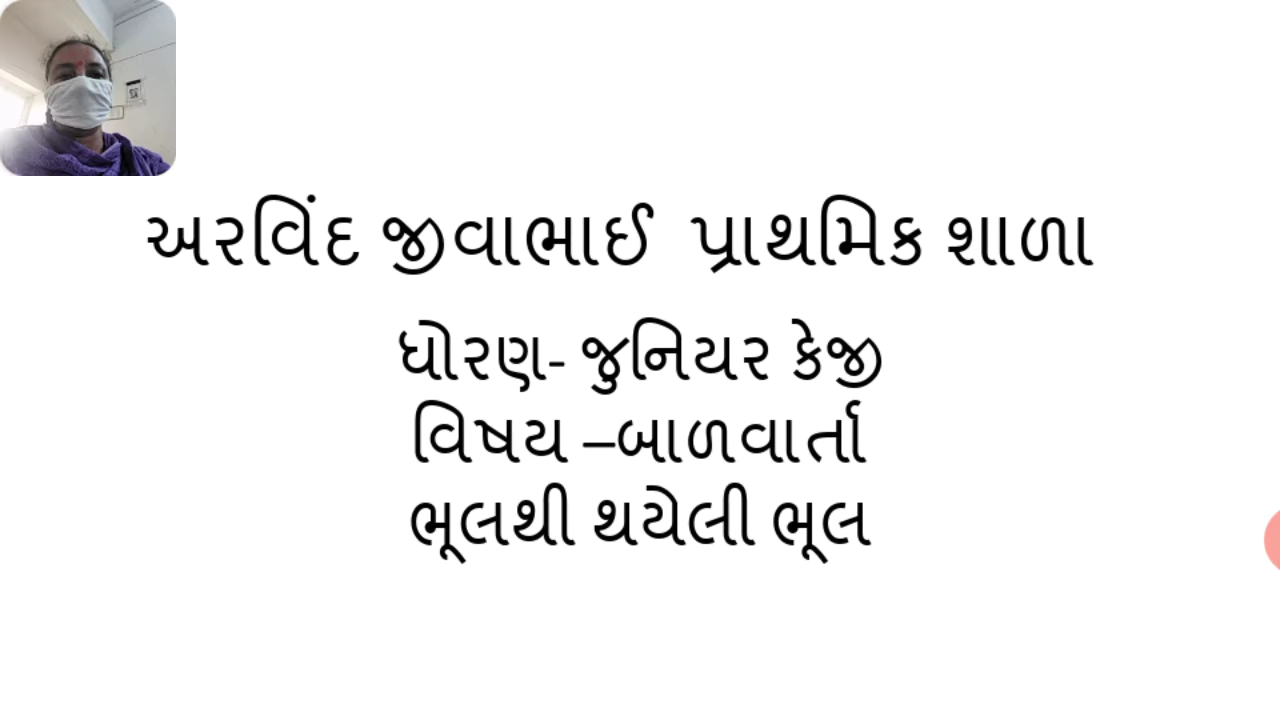 અરવિંદ જીવાભાઈ પ્રાથમિક શાળા
ધોરણ- જુનિયર કેજી
વિષય –બાળવાર્તા
ભૂલથી થયેલી ભૂલ